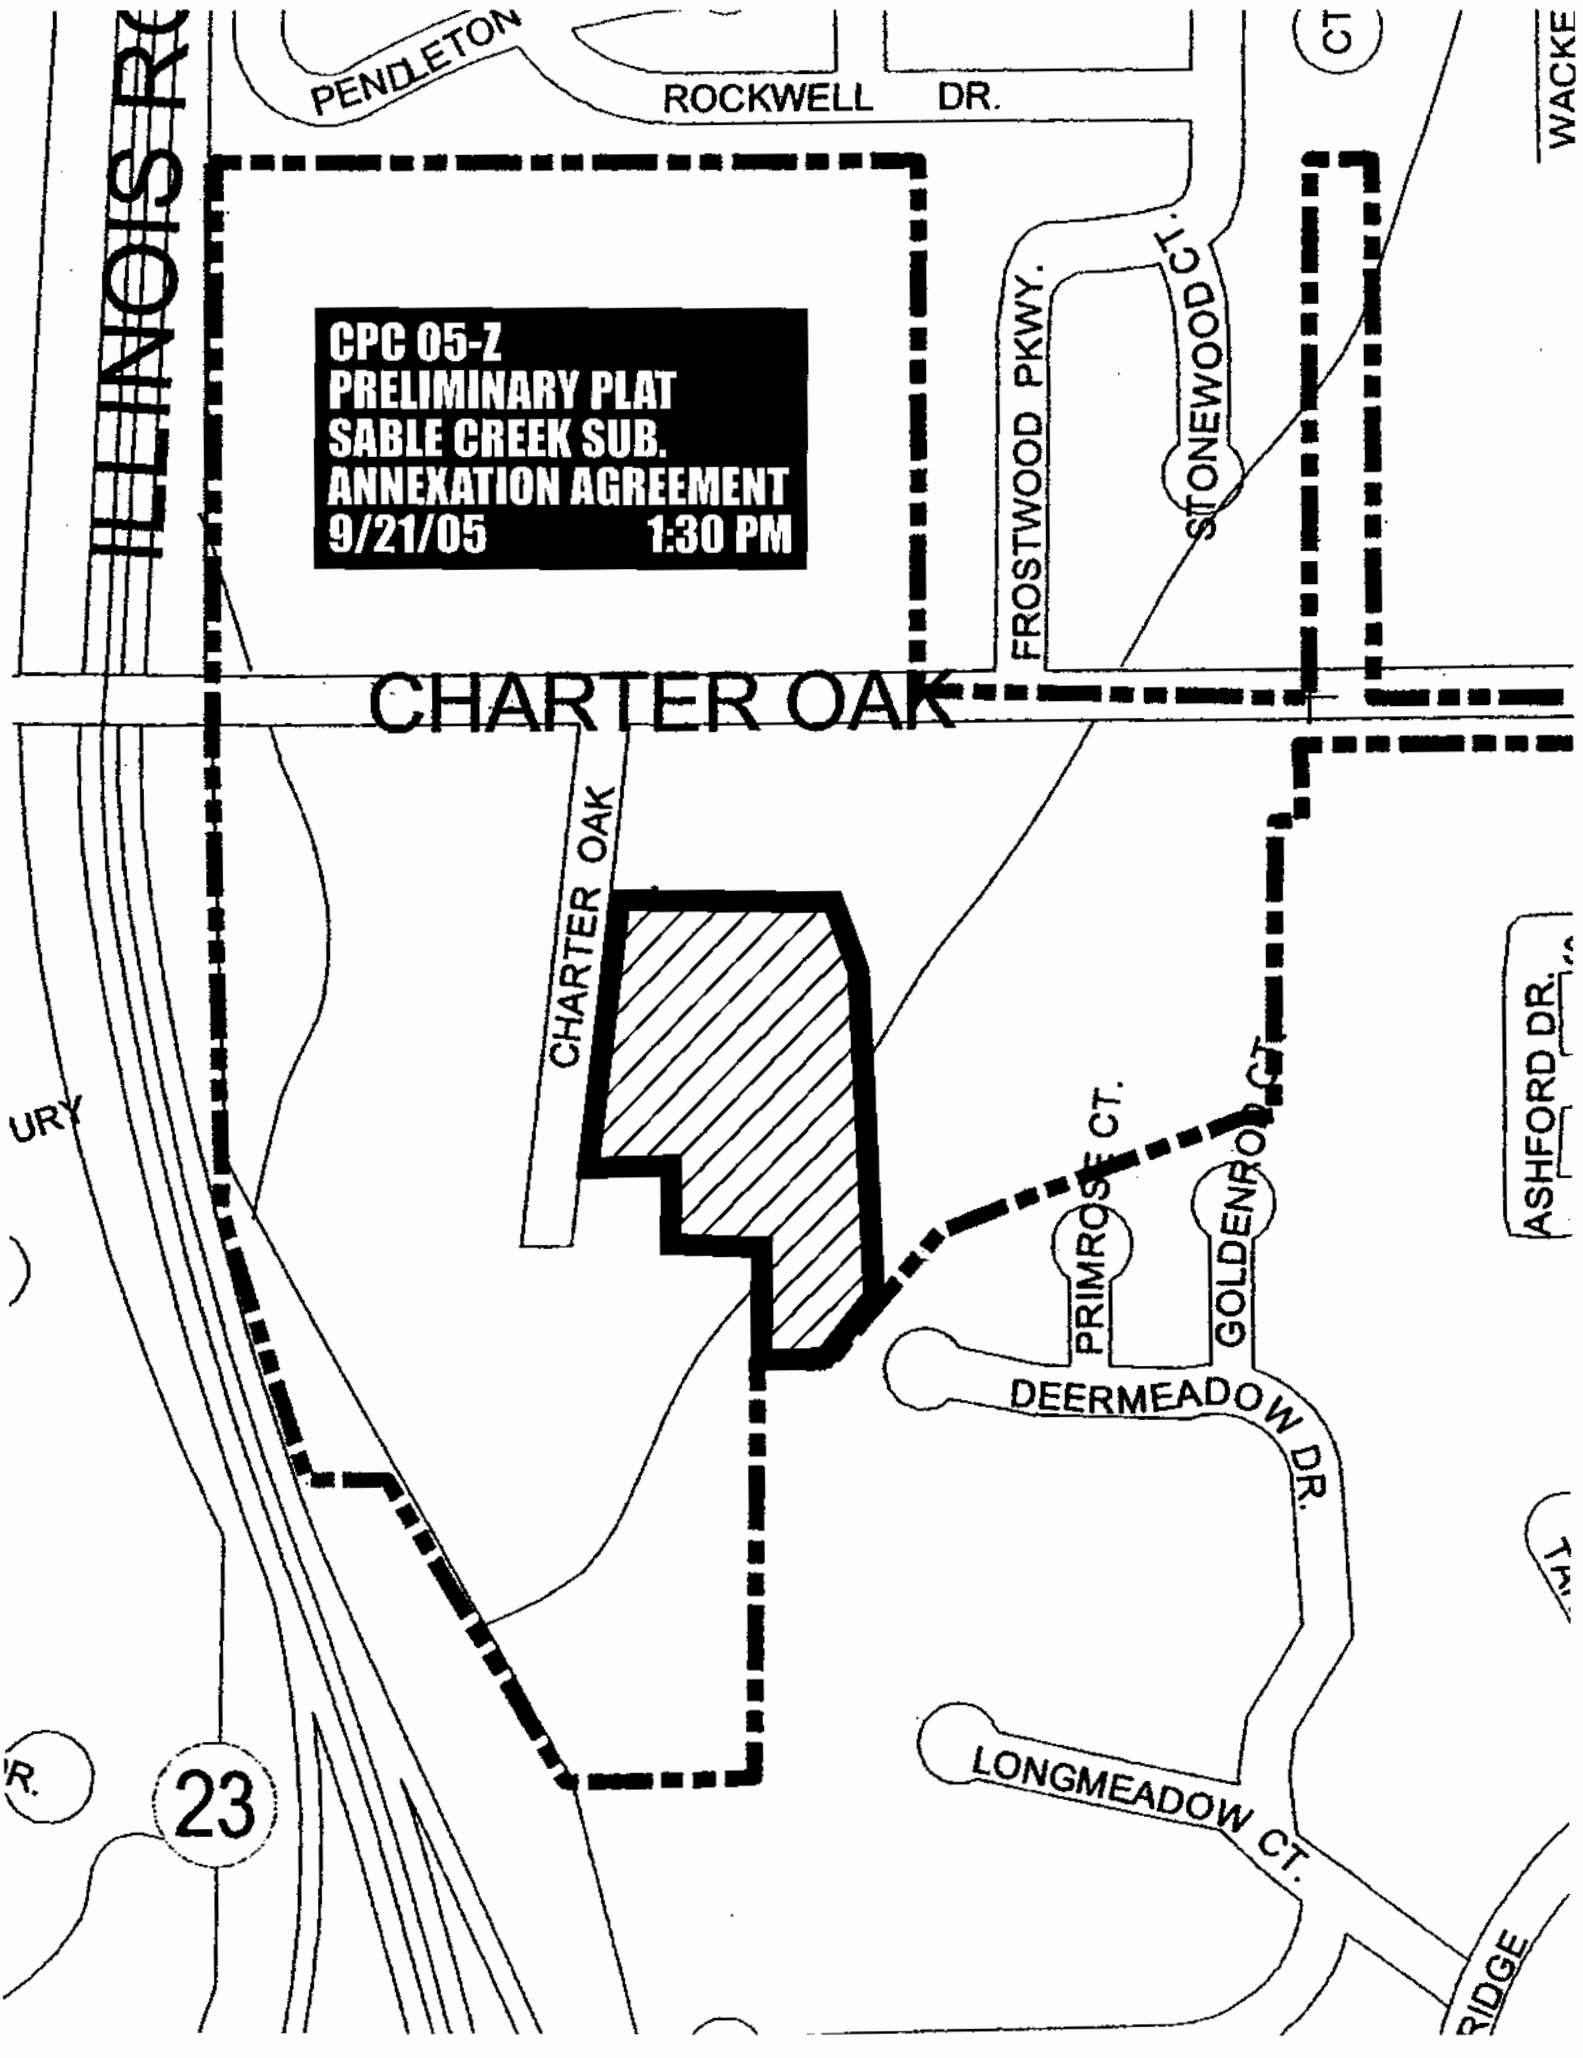 PENDLETON
ROCKWELL DR.
CT
WACKE
ILLINOIS RO
CPC 05-Z
PRELIMINARY PLAT
SABLE CREEK SUB.
ANNEXATION AGREEMENT
9/21/05 1:30 PM
FROSTWOOD PKWY.
STONEWOOD CT.
CHARTER OAK
CHARTER OAK
URY
PRIMROSE CT.
GOLDENROD CT.
ASHFORD DR.
DEERMEADOW DR.
LONGMEADOW CT.
R.
23
RIDGE